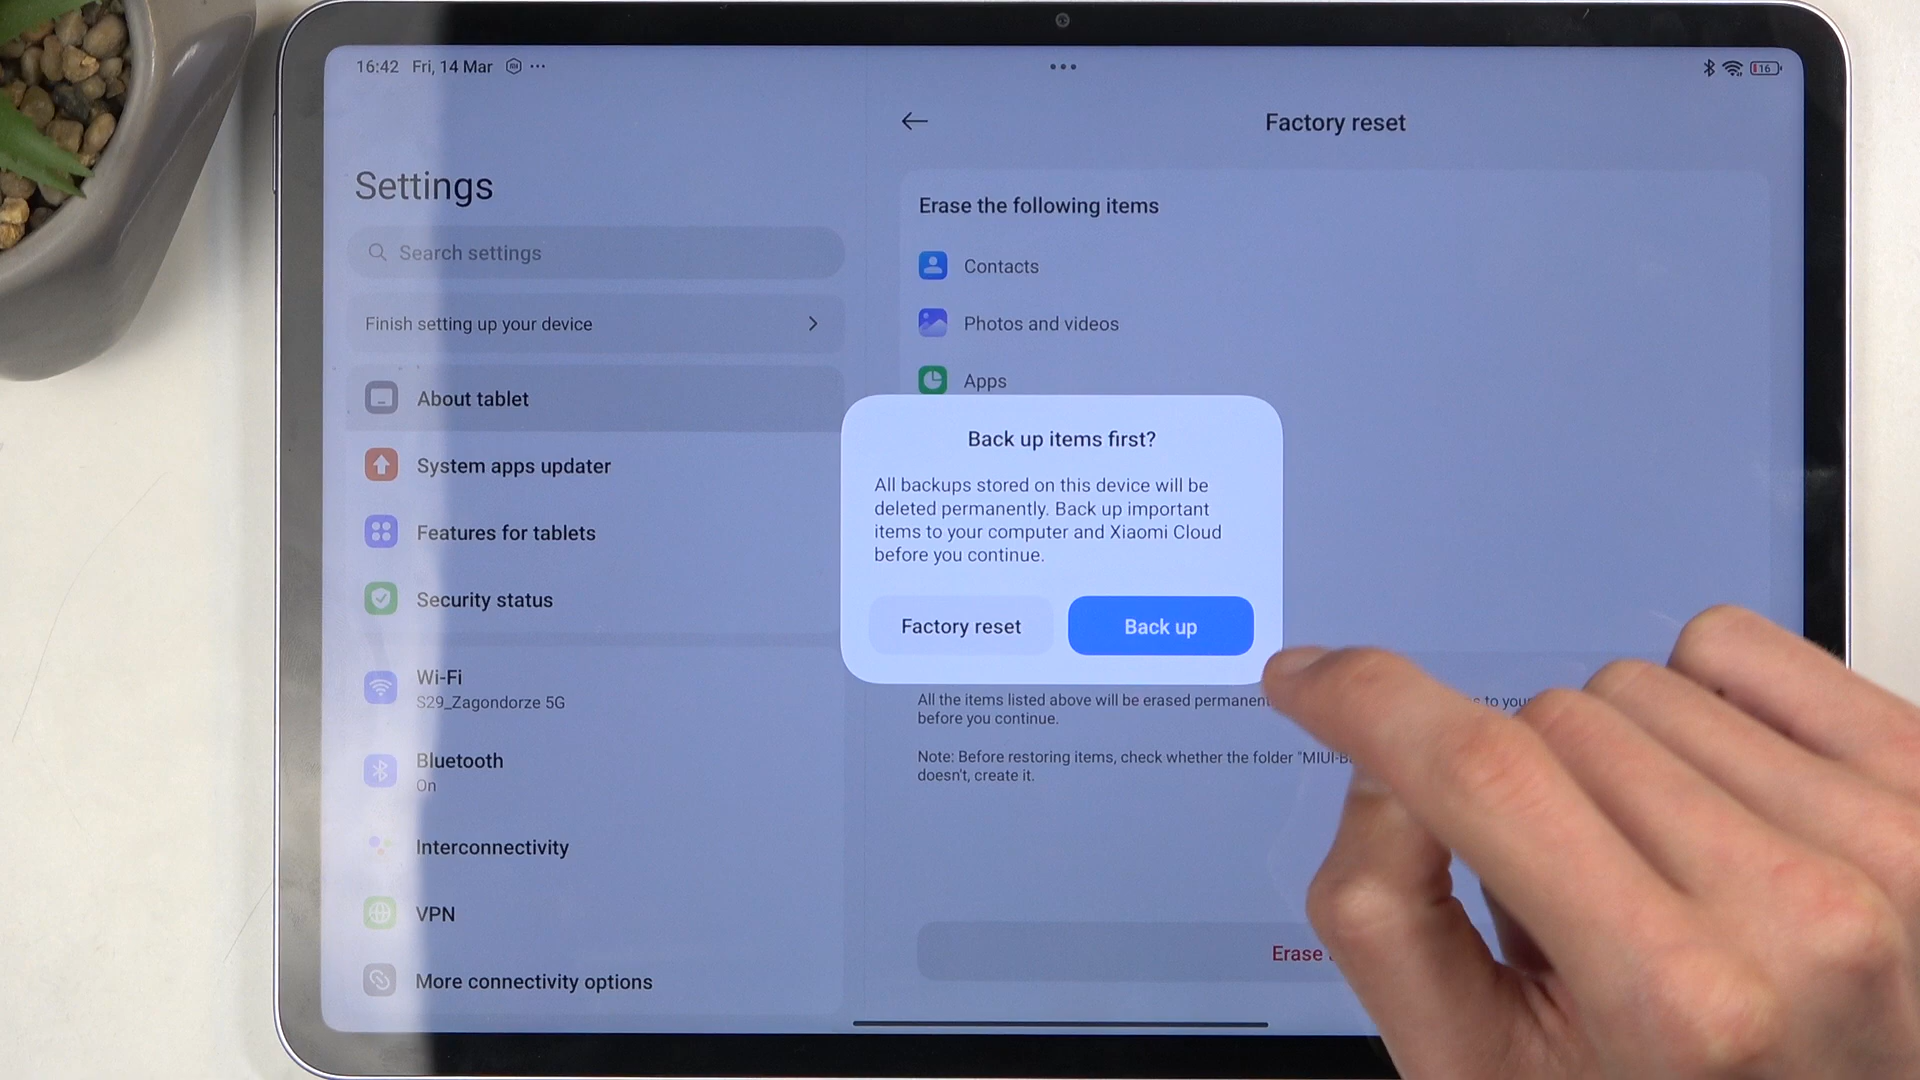 16:42 Fri, 14 Mar
16
Settings
Search settings
Finish setting up your device
About tablet
System apps updater
Features for tablets
Security status
Wi-Fi
S29_Zagondorze 5G
Bluetooth
On
Interconnectivity
VPN
More connectivity options
Factory reset
Erase the following items
Contacts
Photos and videos
Apps
Back up items first?
All backups stored on this device will be
deleted permanently. Back up important
items to your computer and Xiaomi Cloud
before you continue.
Factory reset
Back up
All the items listed above will be erased to your
before you continue.
Note: Before restoring items, check whether the folder
doesn't, create it.
Erase